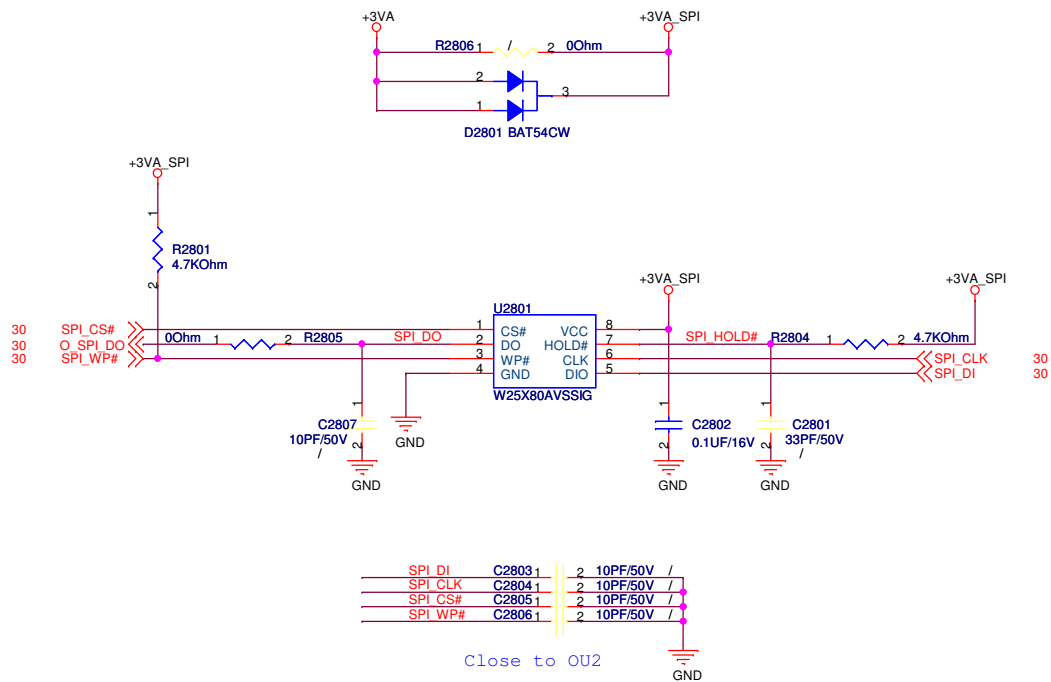 +3VA +3VA_SPI
R2806 1 / 2 0Ohm
2
3
1
D2801 BAT54CW
+3VA_SPI
1
R2801
4.7KOhm
2
+3VA_SPI +3VA_SPI
U2801
30 SPI_CS# 1 CS# VCC 8
30 O_SPI_DO 0Ohm 1 2 R2805 SPI_DO 2 DO HOLD# 7 SPI_HOLD# R2804 1 2 4.7KOhm
30 SPI_WP# 3 WP# CLK 6 SPI_CLK 30
4 GND DIO 5 SPI_DI 30
W25X80AVSSIG
1 1 1
C2807 C2802 C2801
10PF/50V 0.1UF/16V 33PF/50V
2 / 2 2 /
GND
GND GND GND
SPI_DI C2803 1 2 10PF/50V /
SPI_CLK C2804 1 2 10PF/50V /
SPI_CS# C2805 1 2 10PF/50V /
SPI_WP# C2806 1 2 10PF/50V /
Close to OU2
GND